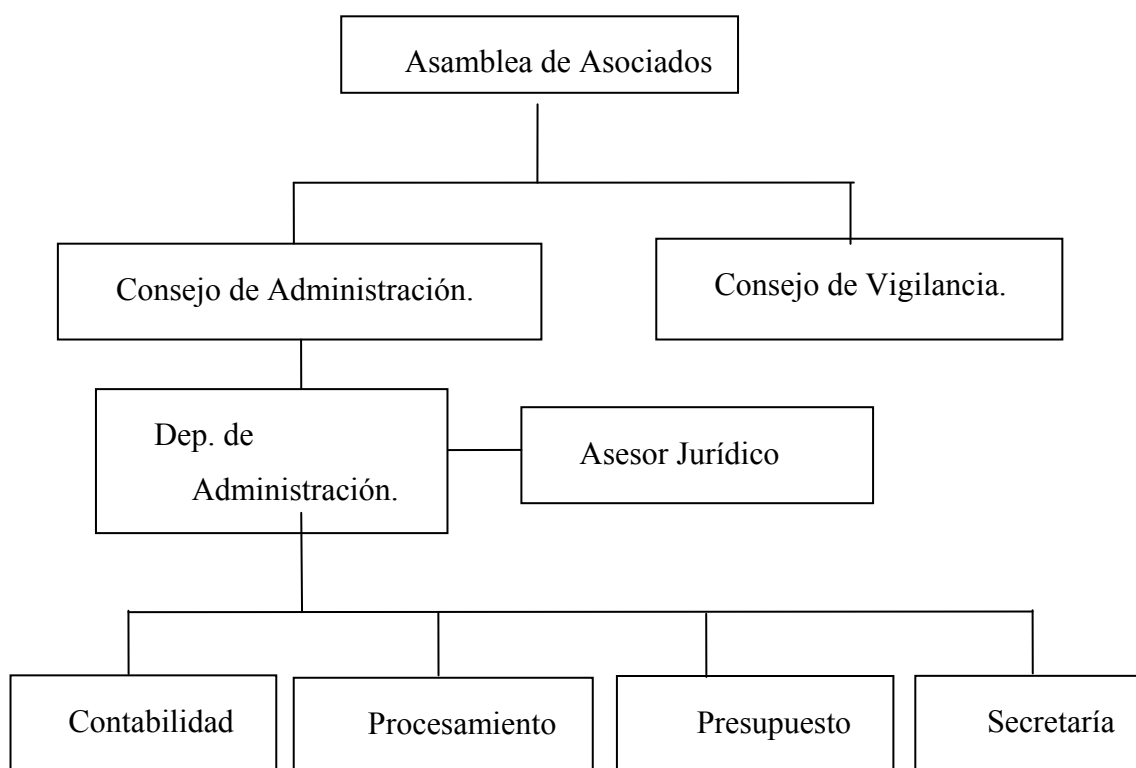 Asamblea de Asociados
Consejo de Administración.
Consejo de Vigilancia.
Dep. de
Administración.
Asesor Jurídico
Contabilidad
Procesamiento
Presupuesto
Secretaría